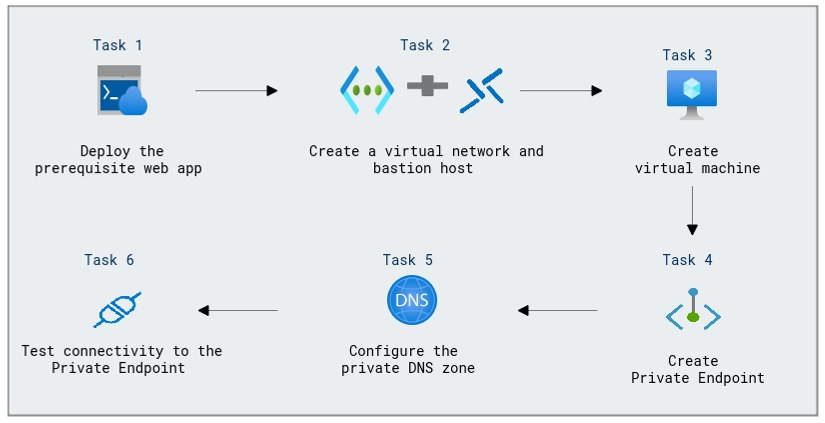 Task 1
Task 2
Task 3
>_
Deploy the
prerequisite web app
Create a virtual network and
bastion host
Create
virtual machine
Task 6
Task 5
Task 4
DNS
Test connectivity to the
Private Endpoint
Configure the
private DNS zone
Create
Private Endpoint